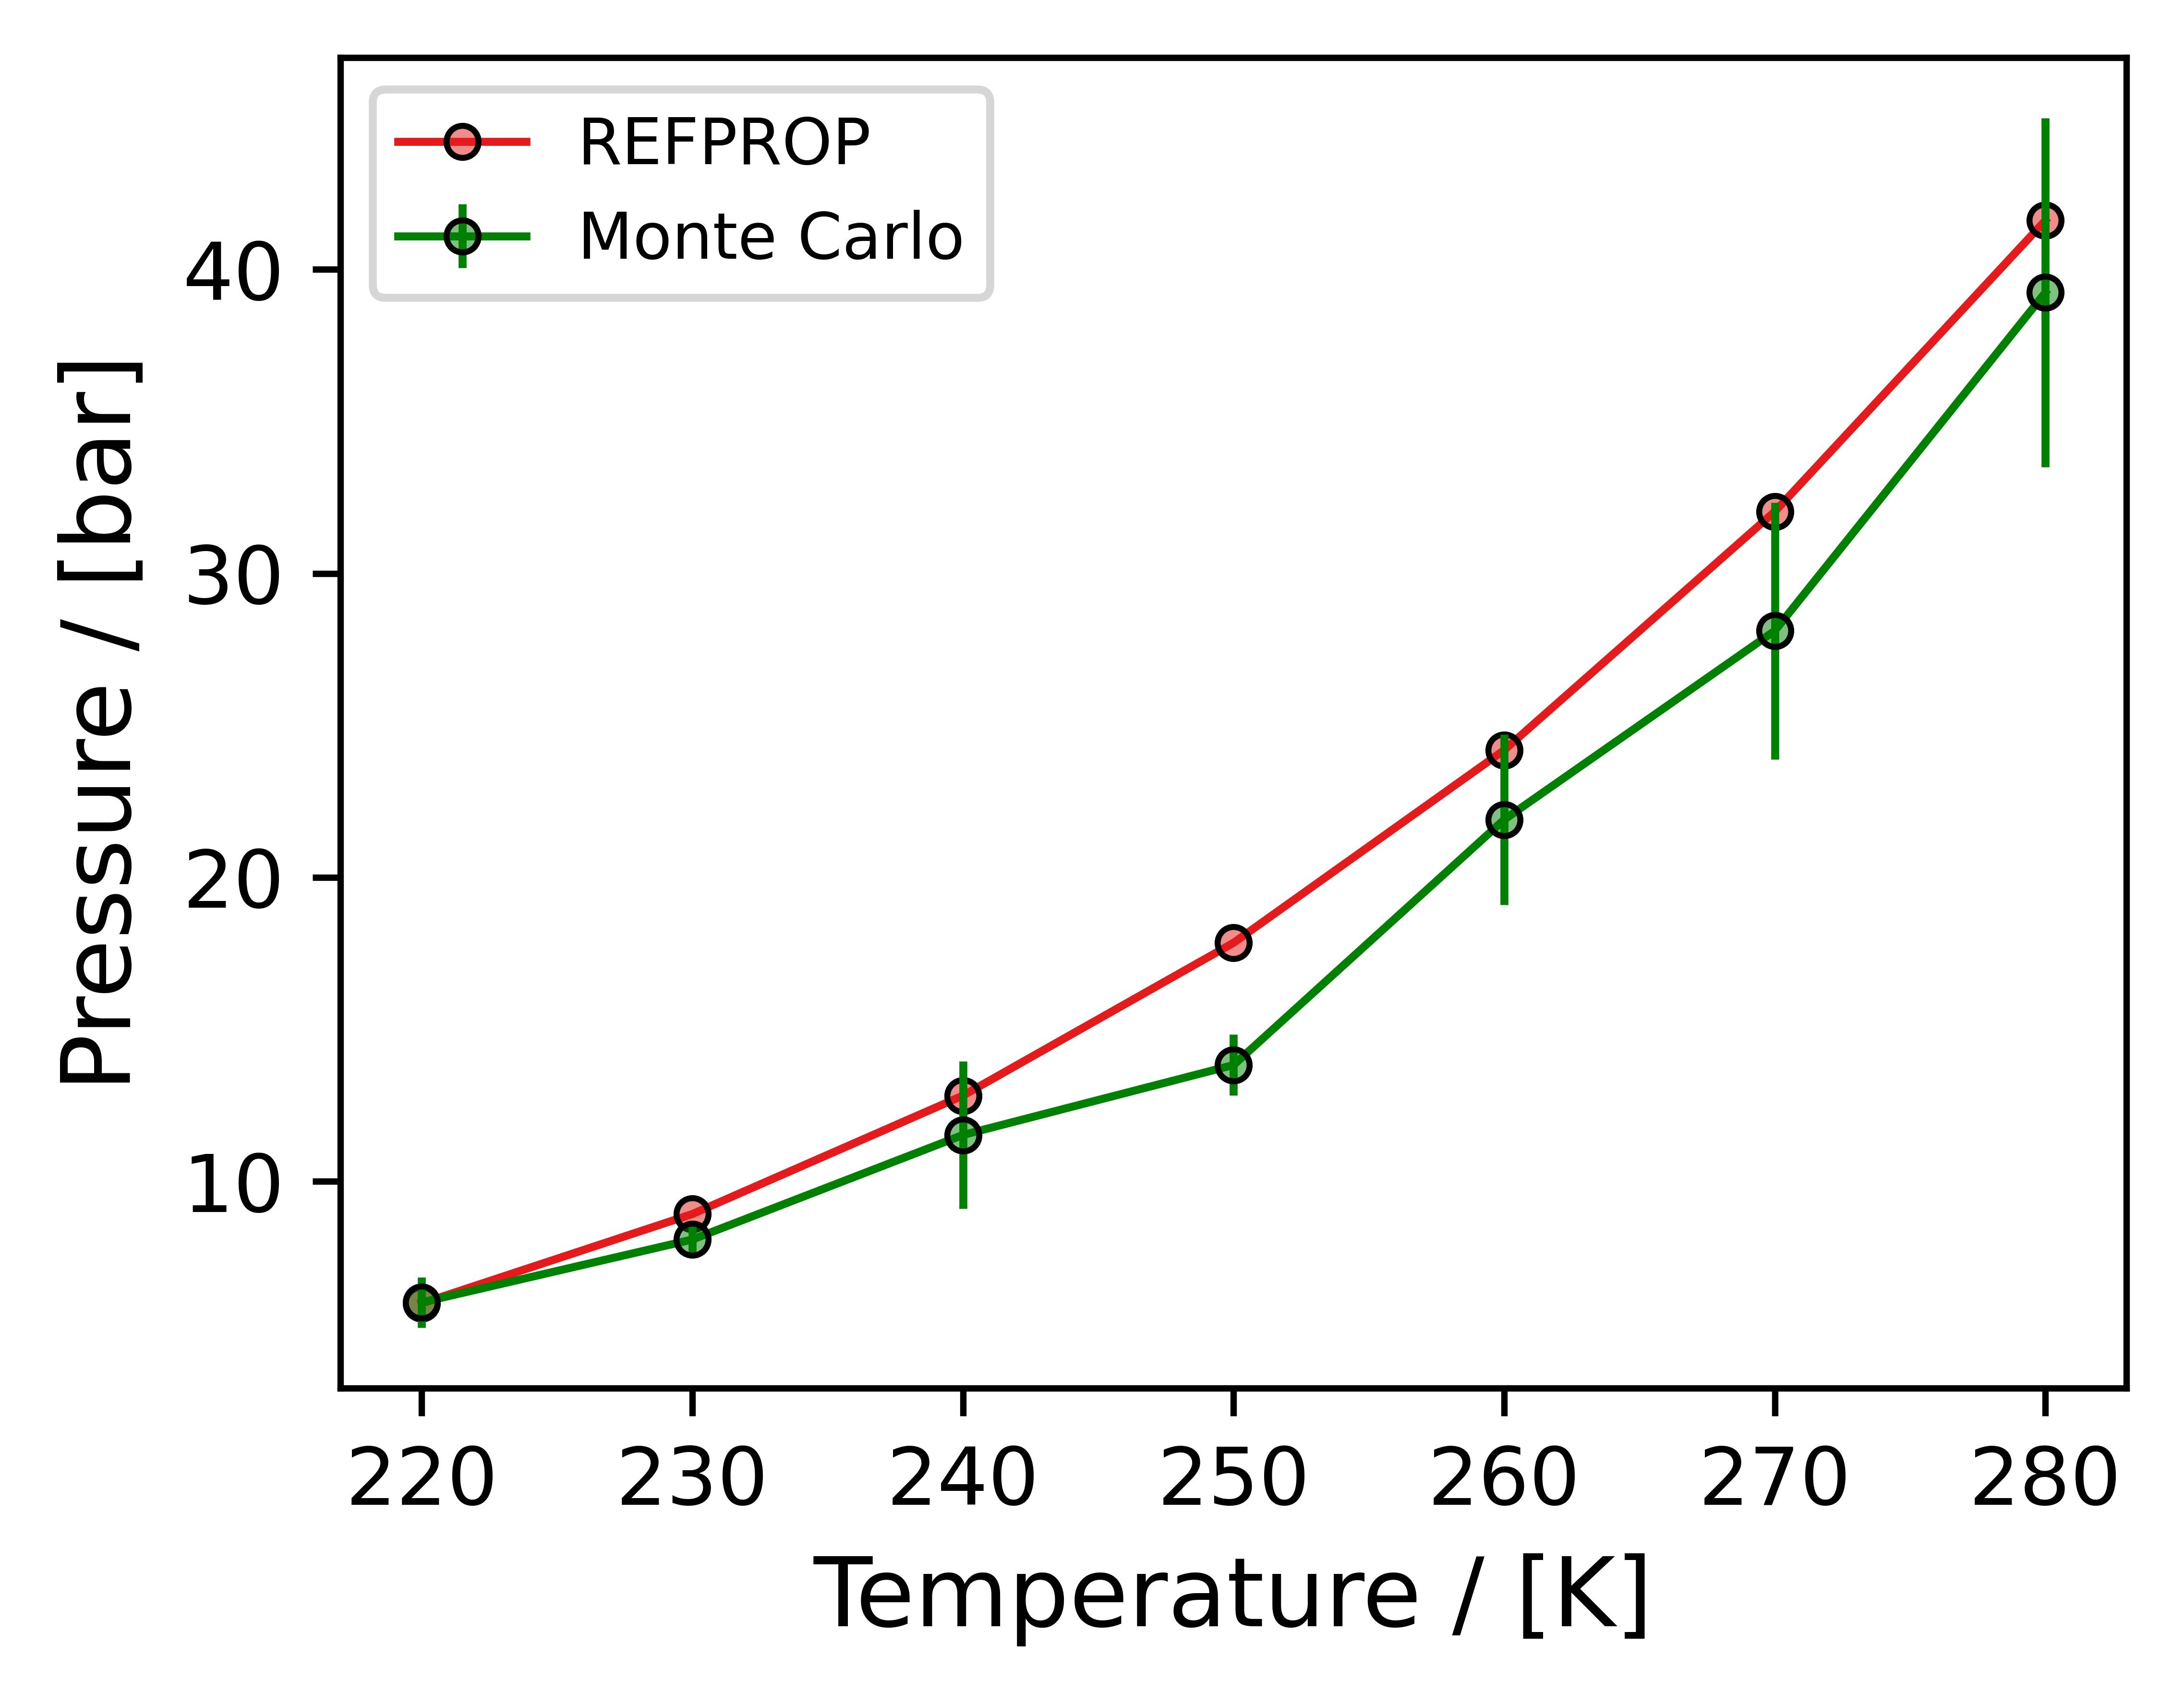 REFPROP
Monte Carlo
Pressure / [bar]
40
30
20
10
220 230 240 250 260 270 280
Temperature / [K]